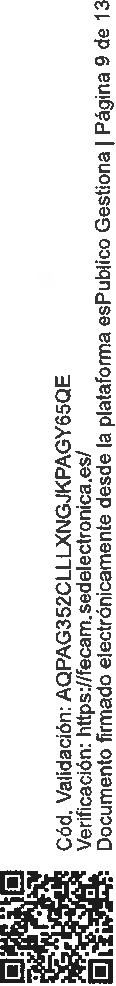 Cód. Validación: AQPAG352CLLLXNGJKPAGY65QE
Verificación: https://fecam.sedelectronica.es/
Documento firmado electrónicamente desde la plataforma esPublico Gestiona | Página 9 de 13